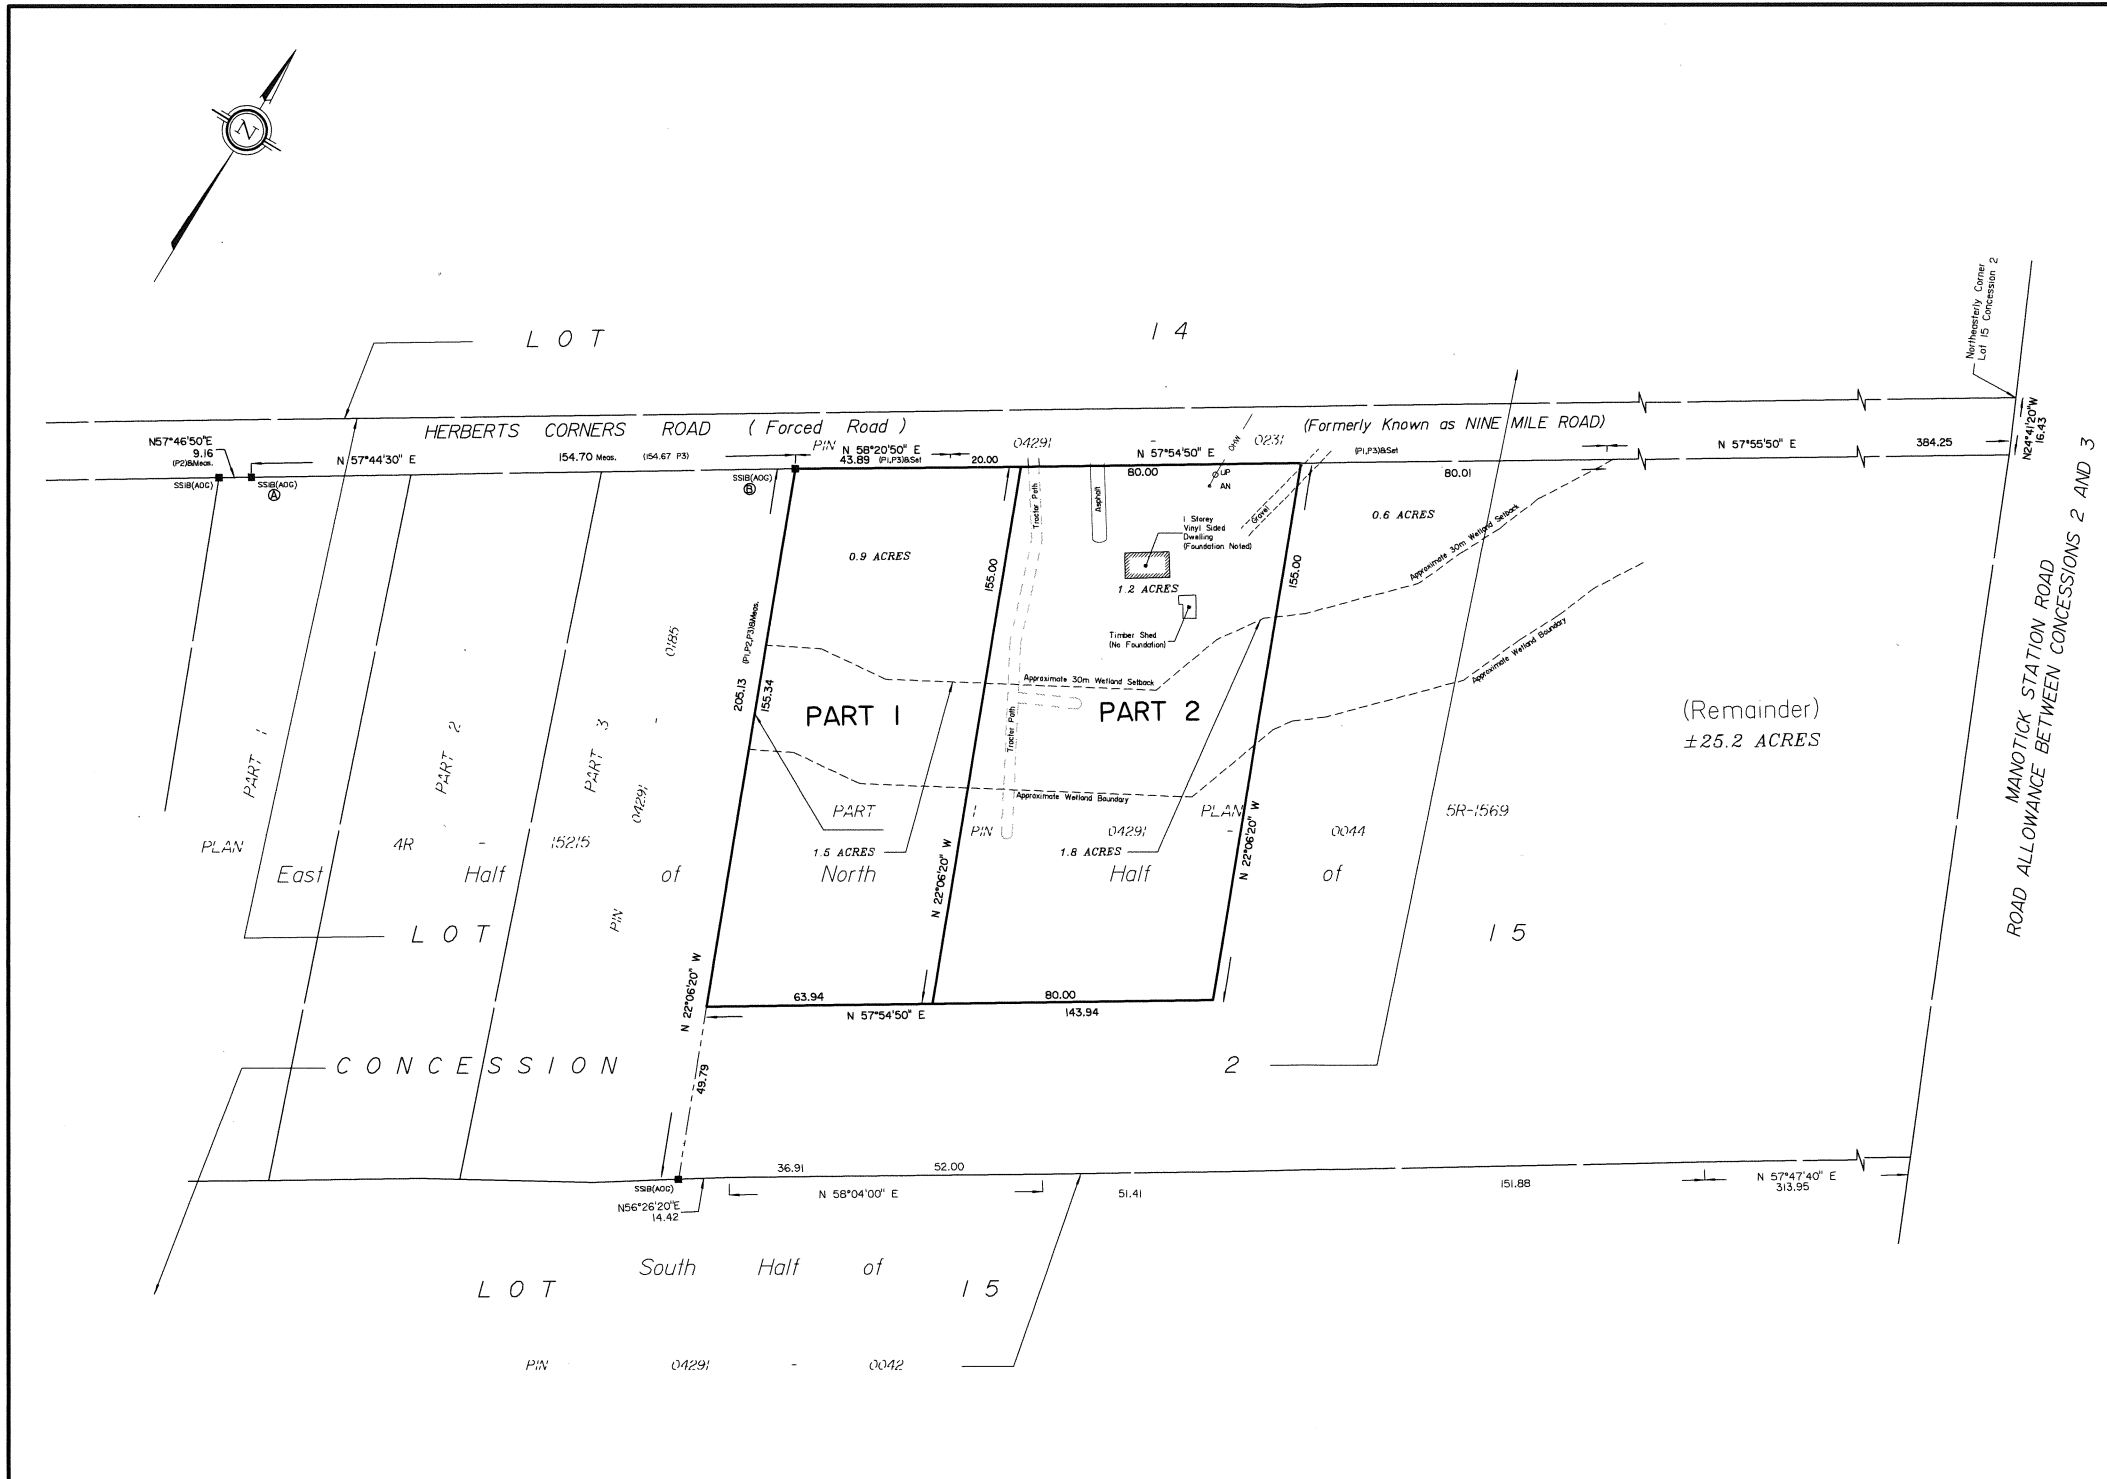 N
Northeasterly Corner
Lot 15 Concession 2
LOT
14
HERBERTS CORNERS ROAD (Forced Road)
(Formerly Known as NINE MILE ROAD)
PIN 04291 - 0231
N57°46'50"E
9.16
(P2)&Meas.
N 57°44'30" E
154.70 Meas. (154.67 P3)
N 58°20'50" E
43.89 (P1,P3)&Set
20.00
N 57°54'50" E
80.00
(P1,P3)&Set
80.01
N 57°55'50" E
384.25
N24°41'20"W
16.43
SSIB(AOG)
SSIB(AOG)
A
SSIB(AOG)
B
OHW
UP
AN
Tractor Path
Asphalt
Gravel
1 Storey
Vinyl Sided
Dwelling
(Foundation Noted)
0.9 ACRES
1.2 ACRES
0.6 ACRES
Timber Shed
(No Foundation)
155.00
155.00
Approximate 30m Wetland Setback
Approximate 30m Wetland Setback
Approximate Wetland Boundary
205.13 (P1,P2,P3)&Meas.
155.34
PART 1
PART 2
Tractor Path
(Remainder)
±25.2 ACRES
MANOTICK STATION ROAD
ROAD ALLOWANCE BETWEEN CONCESSIONS 2 AND 3
PART 1
PART 2
PART 3
PIN 04291 - 0185
Approximate Wetland Boundary
PLAN 4R - 15215
PART 1 PLAN 5R-1569
PIN 04291 - 0044
1.5 ACRES
1.8 ACRES
East Half of North Half of
LOT
15
N 22°06'20" W
N 22°06'20" W
N 22°06'20" W
63.94
80.00
N 57°54'50" E
143.94
CONCESSION
2
49.79
SSIB(AOG)
N56°26'20"E
14.42
36.91
52.00
N 58°04'00" E
51.41
151.88
N 57°47'40" E
313.95
South Half of
LOT
15
PIN 04291 - 0042